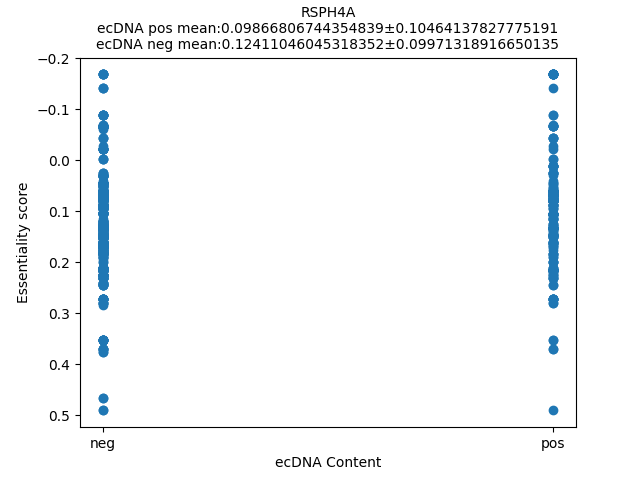 RSPH4A
ecDNA pos mean:0.09866806744354839±0.10464137827775191
ecDNA neg mean:0.12411046045318352±0.09971318916650135
−0.2
−0.1
0.0
0.1
0.2
0.3
0.4
0.5
Essentiality score
neg
pos
ecDNA Content